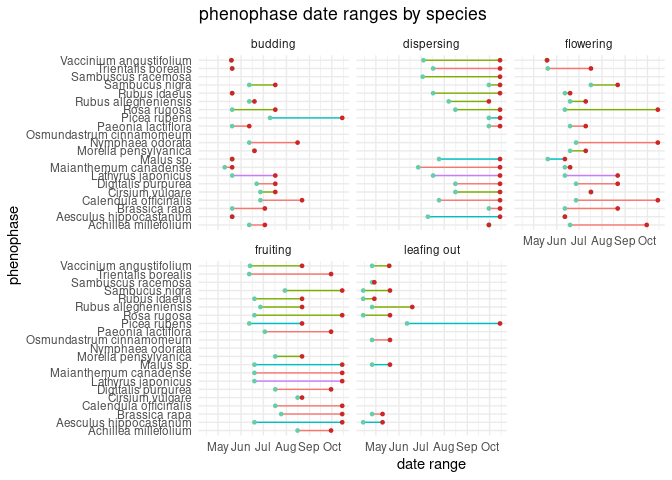 phenophase date ranges by species
budding
dispersing
flowering
Vaccinium angustifolium
Trientalis borealis
Sambuscus racemosa
Sambucus nigra
Rubus idaeus
Rubus allegheniensis
Rosa rugosa
Picea rubens
Paeonia lactiflora
Osmundastrum cinnamomeum
Nymphaea odorata
Morella pensylvanica
Malus sp.
Maianthemum canadense
Lathyrus japonicus
Digitalis purpurea
Cirsium vulgare
Calendula officinalis
Brassica rapa
Aesculus hippocastanum
Achillea millefolium
May Jun Jul Aug Sep Oct
fruiting
leafing out
Vaccinium angustifolium
Trientalis borealis
Sambuscus racemosa
Sambucus nigra
Rubus idaeus
Rubus allegheniensis
Rosa rugosa
Picea rubens
Paeonia lactiflora
Osmundastrum cinnamomeum
Nymphaea odorata
Morella pensylvanica
Malus sp.
Maianthemum canadense
Lathyrus japonicus
Digitalis purpurea
Cirsium vulgare
Calendula officinalis
Brassica rapa
Aesculus hippocastanum
Achillea millefolium
May Jun Jul Aug Sep Oct
May Jun Jul Aug Sep Oct
date range
phenophase